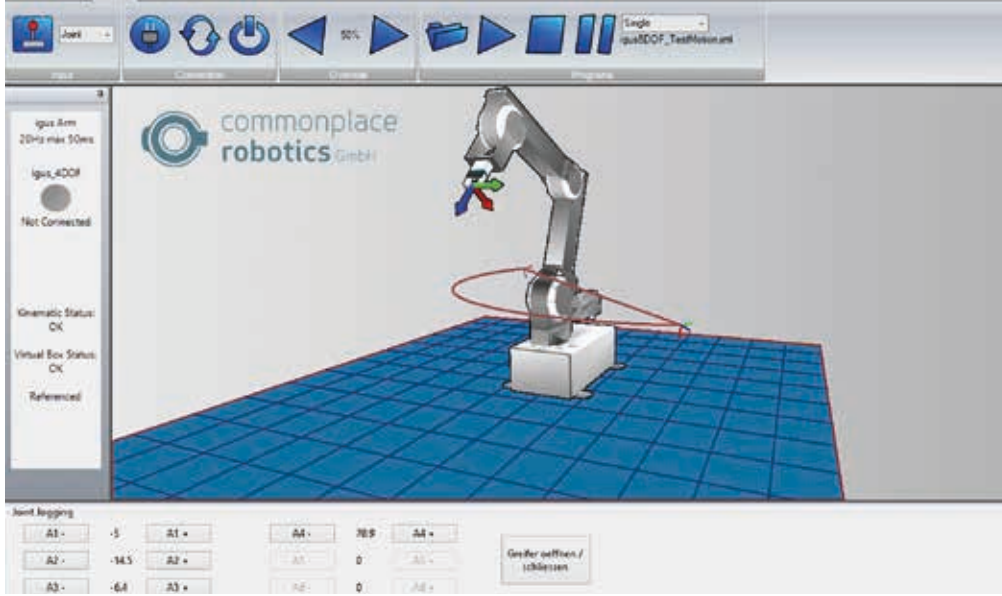 Joint
50%
Single
igus8DOF_TestMotion.xml
Input
Connection
Override
Programs
igus Arm
20Hz max 50ms
igus_4DOF
Not Connected
Kinematic Status:
OK
Virtual Box Status:
OK
Referenced
commonplace
robotics GmbH
Joint Jogging
A1 - -5 A1 + A4 - 78.9 A4 +
A2 - -14.5 A2 + A5 - 0 A5 +
A3 - -6.4 A3 + A6 - 0 A6 +
Greifer oeffnen /
schliessen